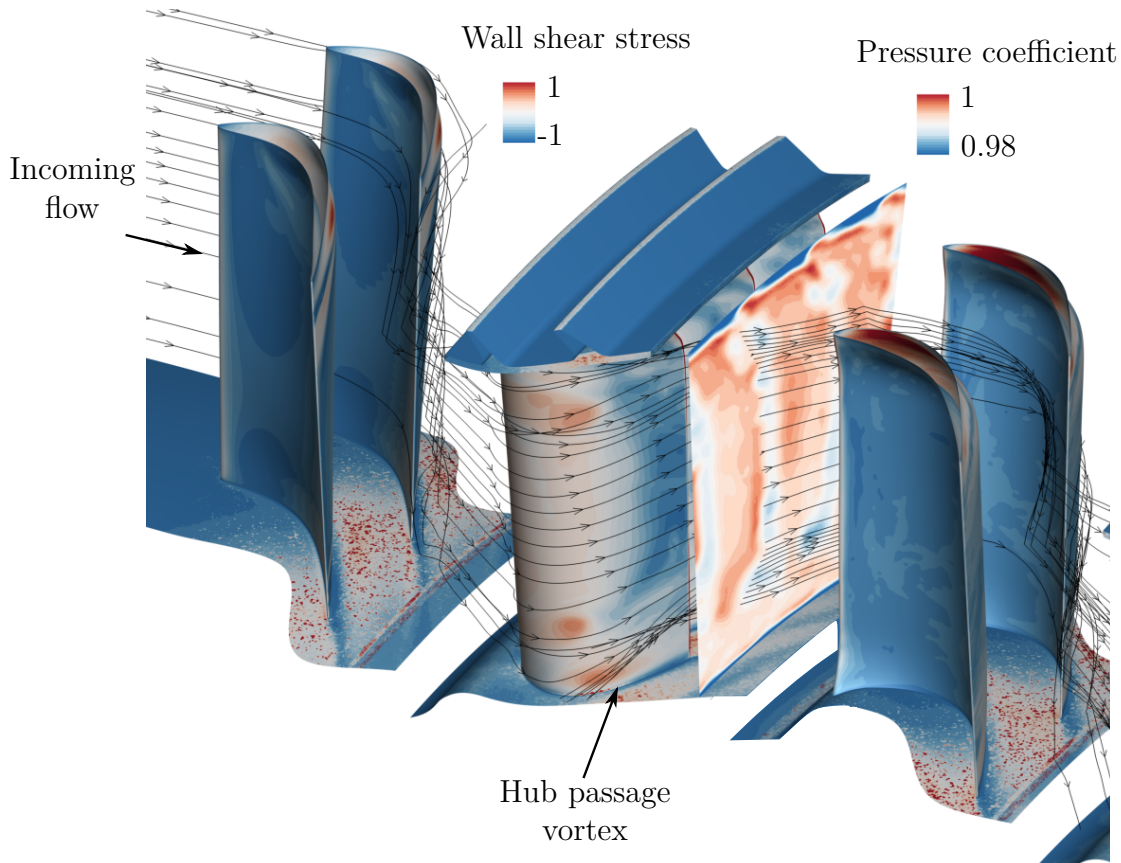 Wall shear stress
1
-1
Pressure coefficient
1
0.98
Incoming
flow
Hub passage
vortex